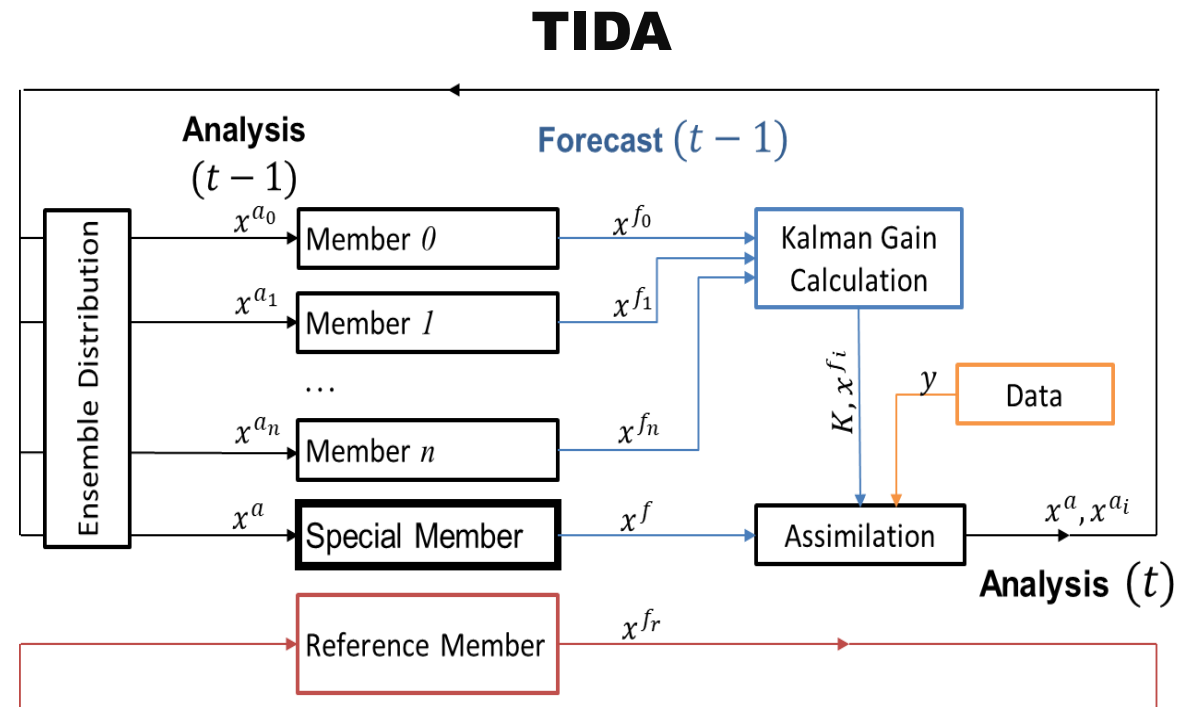 TIDA
Analysis
(t − 1)
Forecast (t − 1)
Ensemble Distribution
x^{a_0}
Member 0
x^{f_0}
Kalman Gain
Calculation
x^{a_1}
Member 1
x^{f_1}
...
K, x^{f_i}
y
Data
x^{a_n}
Member n
x^{f_n}
x^a
Special Member
x^f
Assimilation
x^a, x^{a_i}
Analysis (t)
Reference Member
x^{f_r}